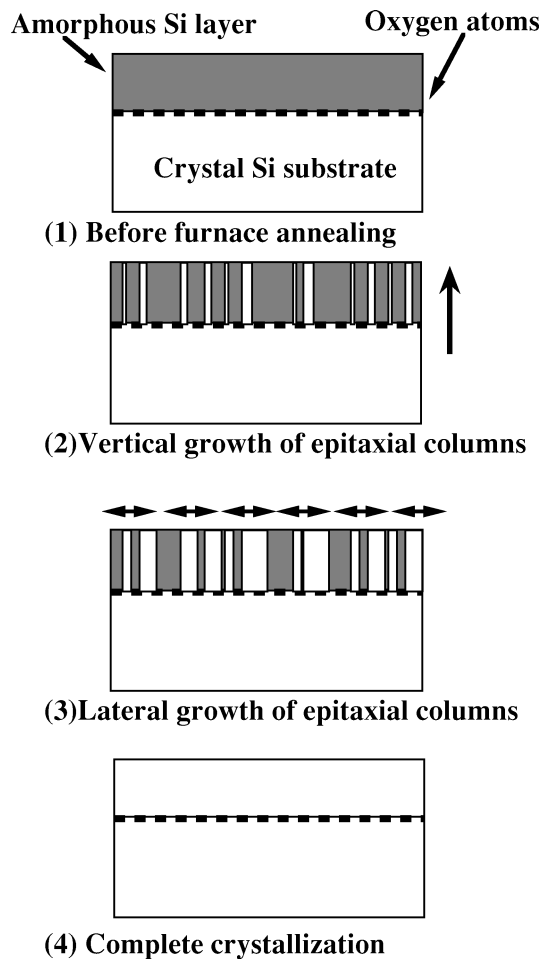 Amorphous Si layer
Oxygen atoms
Crystal Si substrate
(1) Before furnace annealing
(2)Vertical growth of epitaxial columns
(3)Lateral growth of epitaxial columns
(4) Complete crystallization